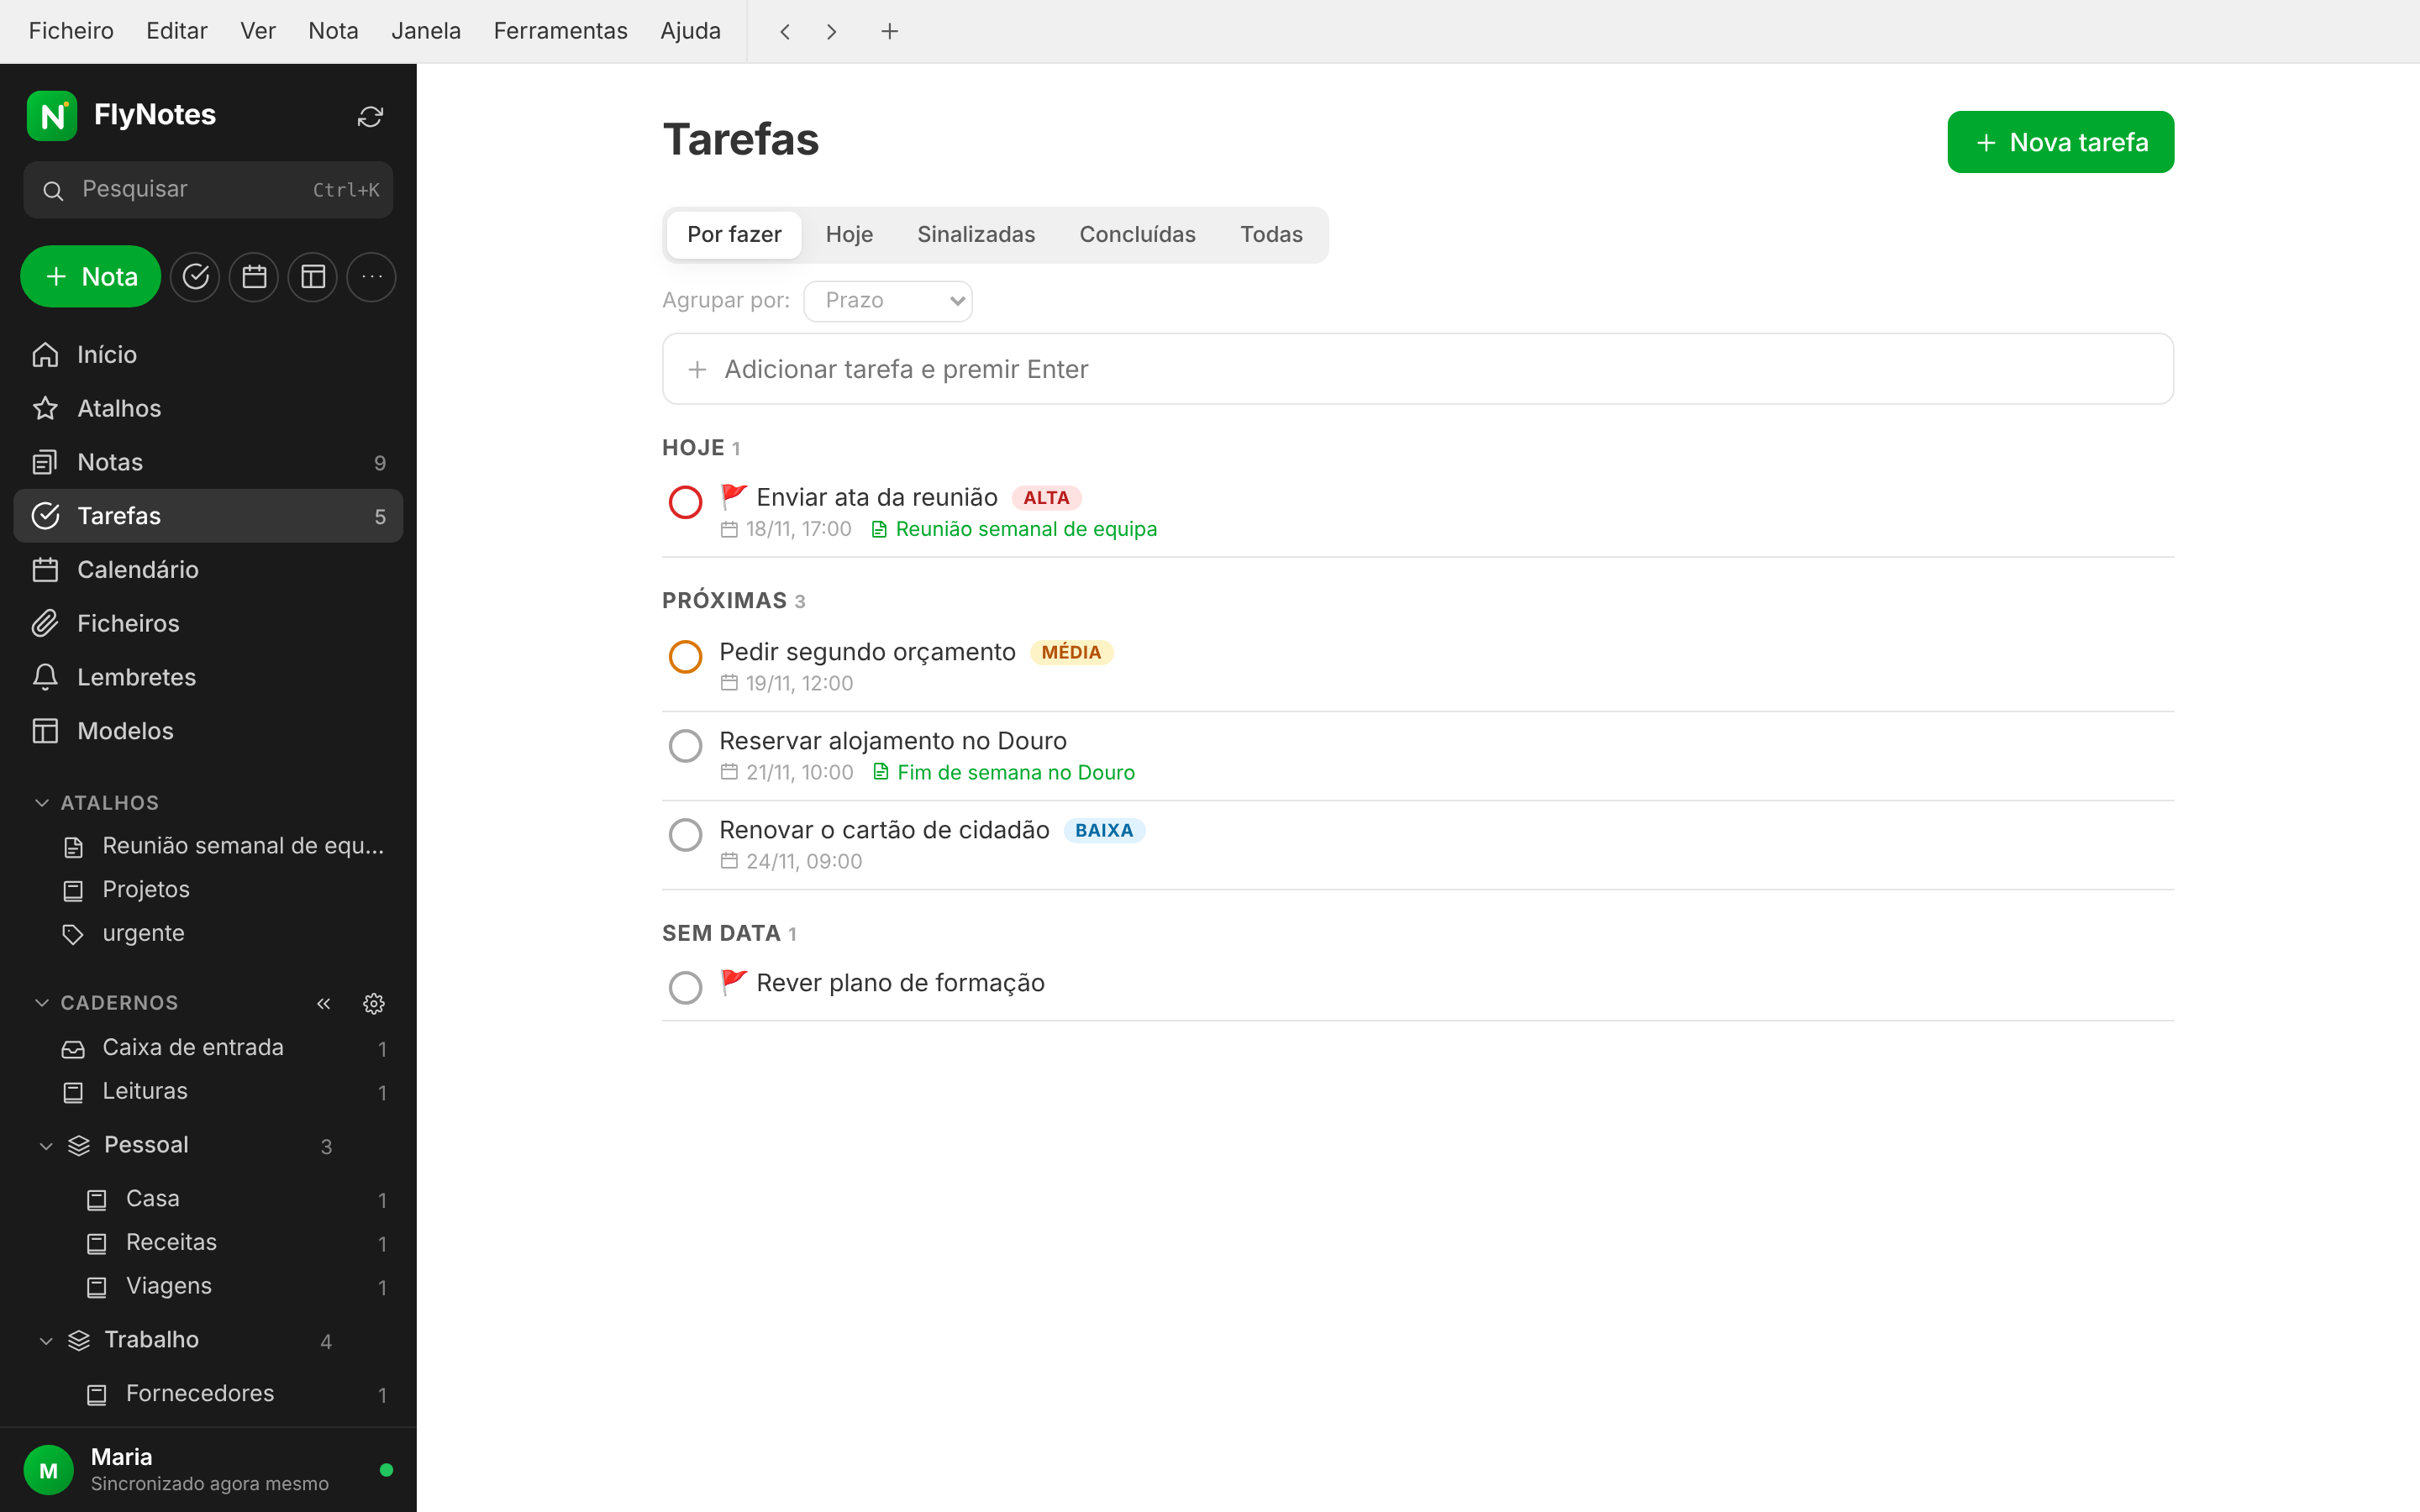 Ficheiro Editar Ver Nota Janela Ferramentas Ajuda
N FlyNotes
Pesquisar Ctrl+K
+ Nota
Início
Atalhos
Notas 9
Tarefas 5
Calendário
Ficheiros
Lembretes
Modelos
ATALHOS
Reunião semanal de equ...
Projetos
urgente
CADERNOS
Caixa de entrada 1
Leituras 1
Pessoal 3
Casa 1
Receitas 1
Viagens 1
Trabalho 4
Fornecedores 1
M Maria
Sincronizado agora mesmo
Tarefas
+ Nova tarefa
Por fazer Hoje Sinalizadas Concluídas Todas
Agrupar por: Prazo
+ Adicionar tarefa e premir Enter
HOJE 1
Enviar ata da reunião ALTA
18/11, 17:00 Reunião semanal de equipa
PRÓXIMAS 3
Pedir segundo orçamento MÉDIA
19/11, 12:00
Reservar alojamento no Douro
21/11, 10:00 Fim de semana no Douro
Renovar o cartão de cidadão BAIXA
24/11, 09:00
SEM DATA 1
Rever plano de formação